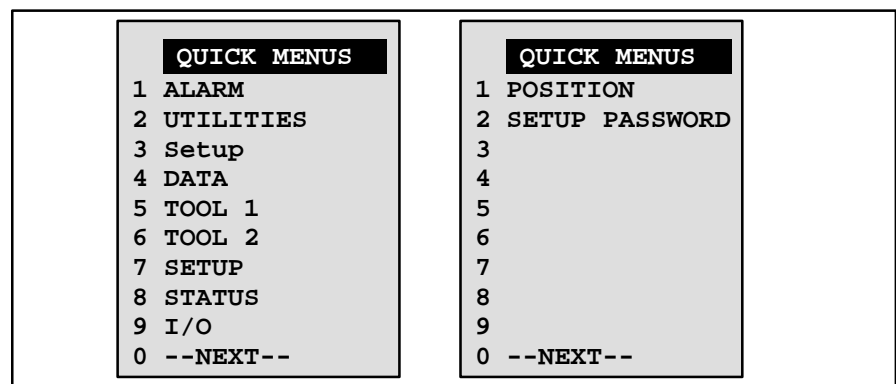 QUICK MENUS
1 ALARM
2 UTILITIES
3 Setup
4 DATA
5 TOOL 1
6 TOOL 2
7 SETUP
8 STATUS
9 I/O
0 --NEXT--
QUICK MENUS
1 POSITION
2 SETUP PASSWORD
3
4
5
6
7
8
9
0 --NEXT--